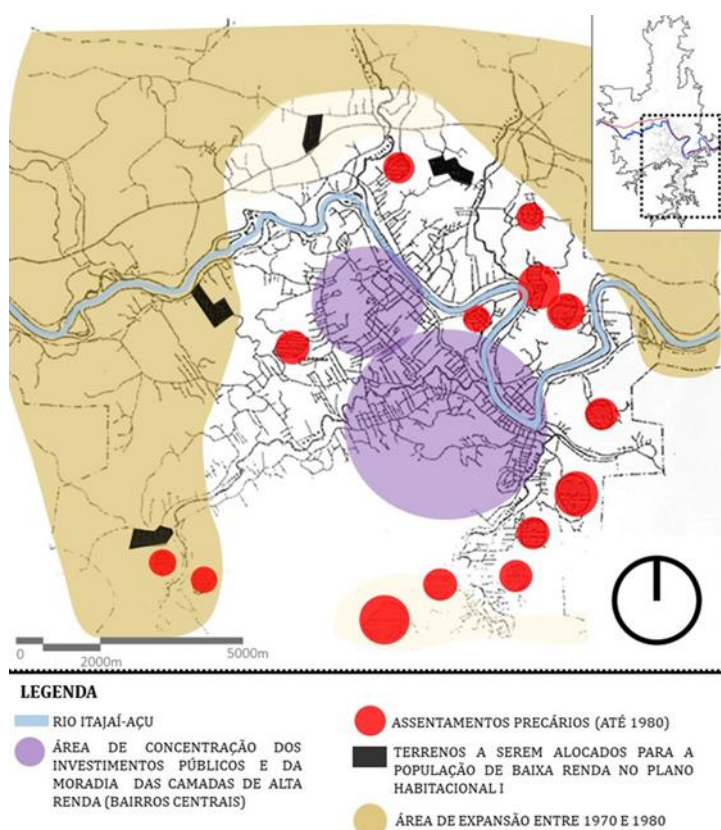 0
2000m
5000m
LEGENDA
RIO ITAJAÍ-AÇU
ÁREA DE CONCENTRAÇÃO DOS
INVESTIMENTOS PÚBLICOS E DA
MORADIA DAS CAMADAS DE ALTA
RENDA (BAIRROS CENTRAIS)
ASSENTAMENTOS PRECÁRIOS (ATÉ 1980)
TERRENOS A SEREM ALOCADOS PARA A
POPULAÇÃO DE BAIXA RENDA NO PLANO
HABITACIONAL I
ÁREA DE EXPANSÃO ENTRE 1970 E 1980